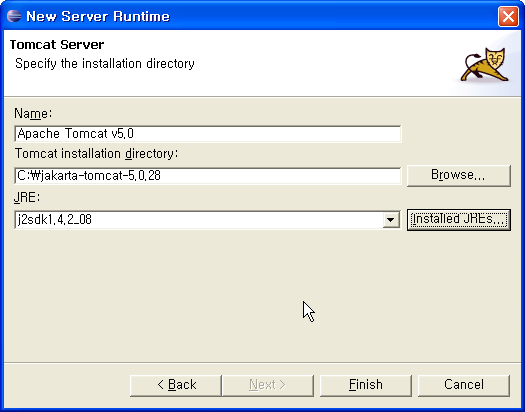 New Server Runtime
Tomcat Server
Specify the installation directory
Name:
Apache Tomcat v5.0
Tomcat installation directory:
C:₩jakarta-tomcat-5.0.28
Browse...
JRE:
j2sdk1.4.2_08
Installed JREs...
< Back
Next >
Finish
Cancel